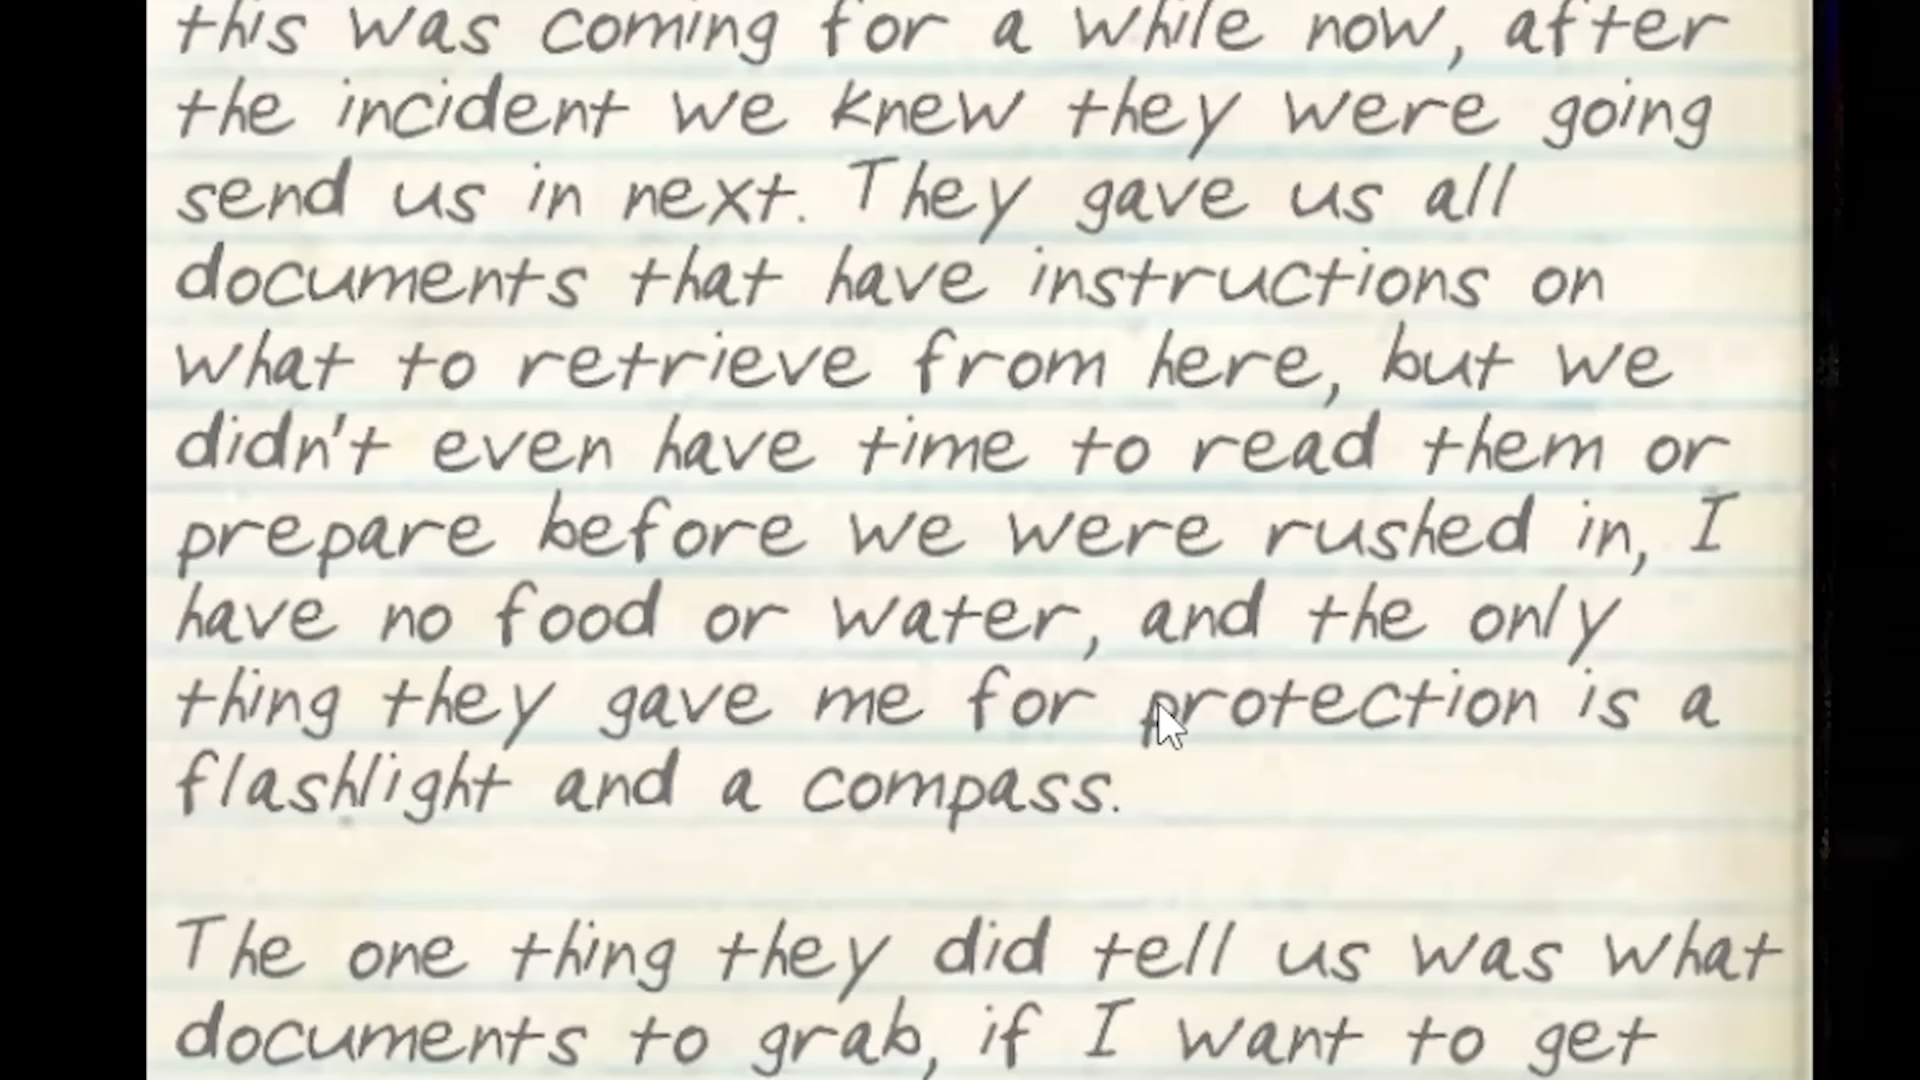 this was coming for a while now, after
the incident we knew they were going
send us in next. They gave us all
documents that have instructions on
what to retrieve from here, but we
didn't even have time to read them or
prepare before we were rushed in, I
have no food or water, and the only
thing they gave me for protection is a
flashlight and a compass.
The one thing they did tell us was what
documents to grab, if I want to get